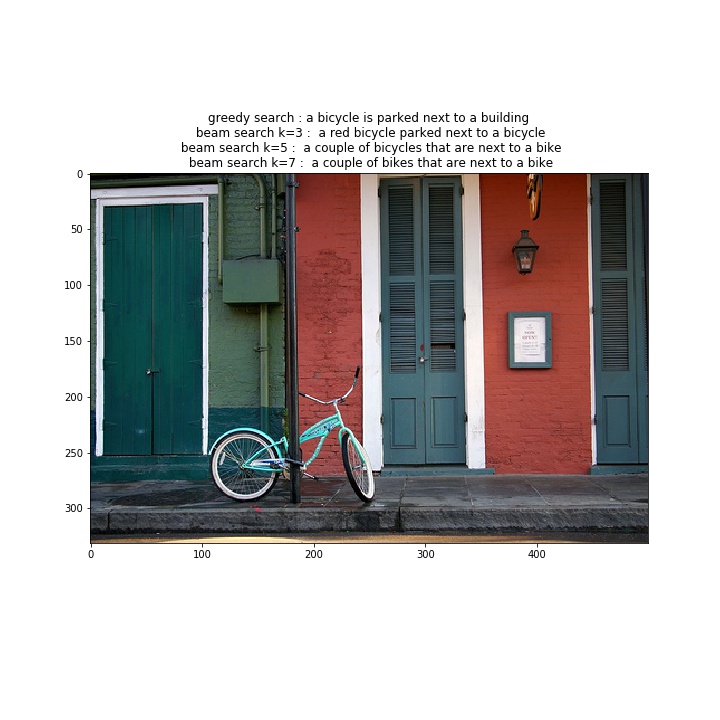 greedy search : a bicycle is parked next to a building
beam search k=3 :  a red bicycle parked next to a bicycle
beam search k=5 :  a couple of bicycles that are next to a bike
beam search k=7 :  a couple of bikes that are next to a bike
0
50
100
150
200
250
300
0 100 200 300 400